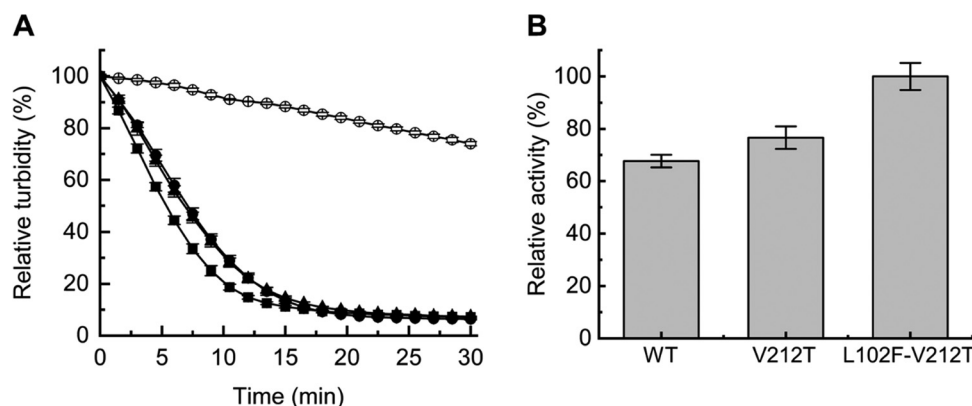 A
Relative turbidity (%)
100
80
60
40
20
0
0 5 10 15 20 25 30
Time (min)
B
Relative activity (%)
100
80
60
40
20
0
WT V212T L102F-V212T